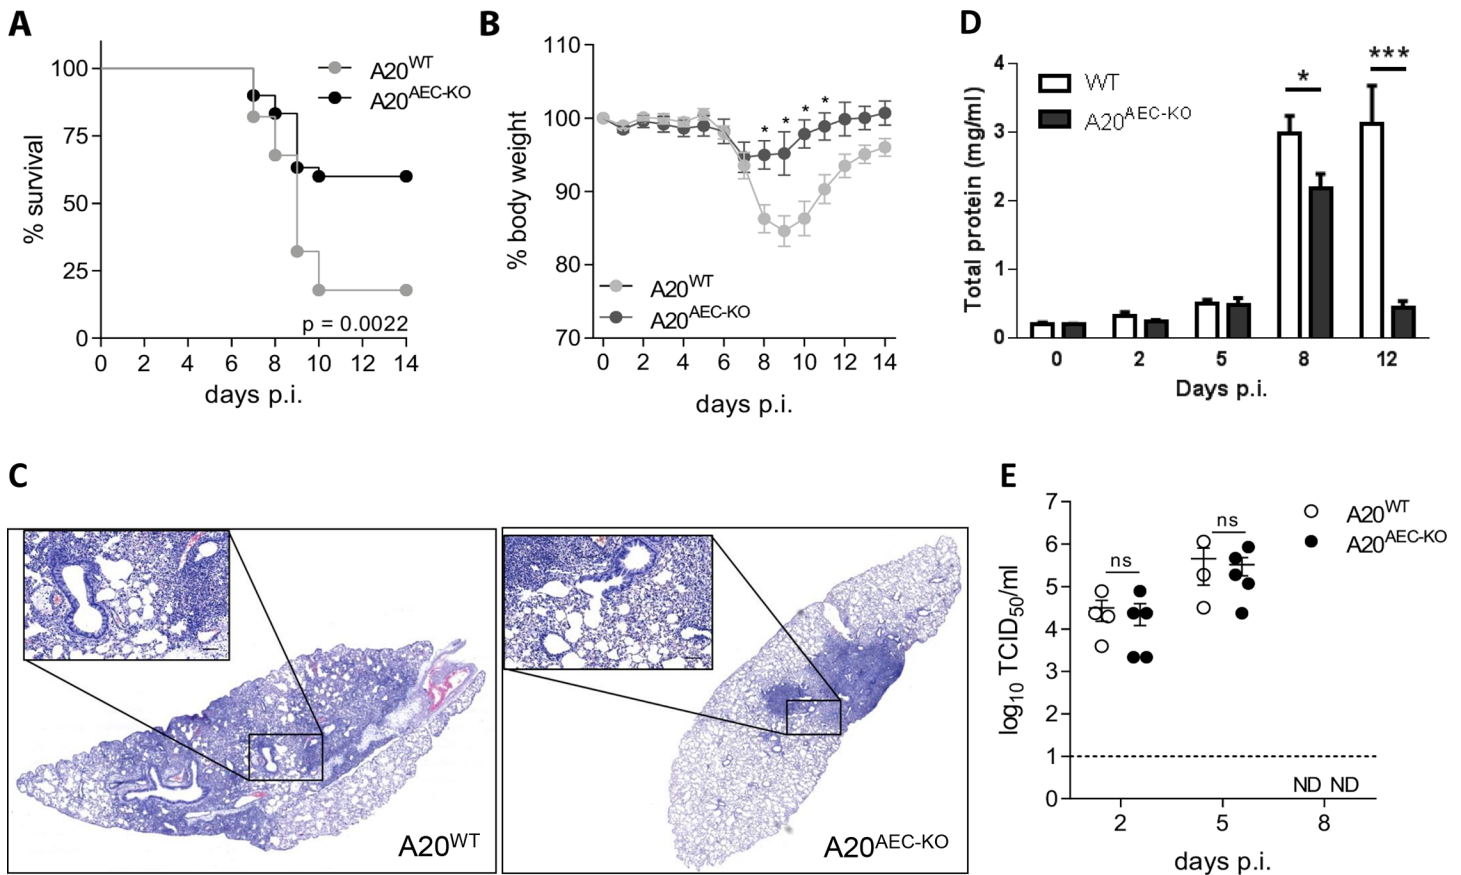 A
100
75
50
25
0
% survival
A20WT
A20AEC-KO
p = 0.0022
0 2 4 6 8 10 12 14
days p.i.
B
110
100
90
80
70
% body weight
* * * *
A20WT
A20AEC-KO
0 2 4 6 8 10 12 14
days p.i.
D
4
3
2
1
0
Total protein (mg/ml)
WT
A20AEC-KO
*
***
0 2 5 8 12
Days p.i.
C
A20WT
A20AEC-KO
E
7
6
5
4
3
2
1
0
log10 TCID50/ml
A20WT
A20AEC-KO
ns
ns
ND ND
2 5 8
days p.i.